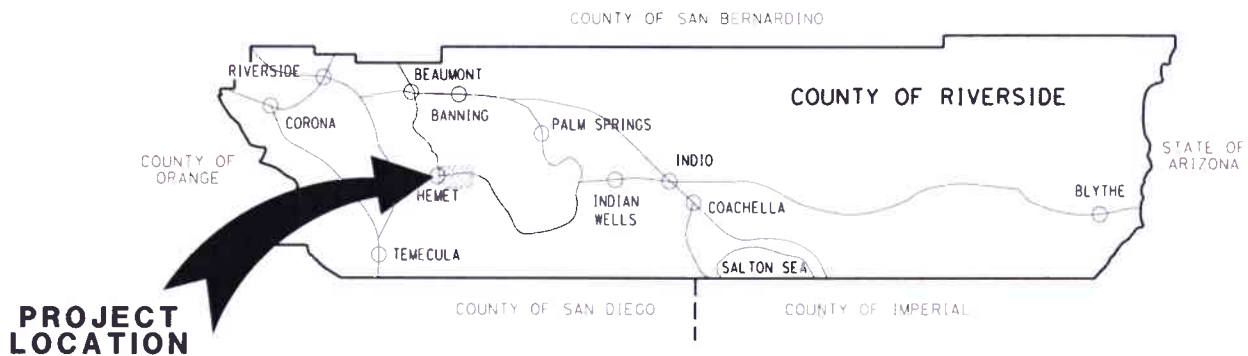 COUNTY OF SAN BERNARDINO
RIVERSIDE
BEAUMONT
COUNTY OF RIVERSIDE
BANNING
CORONA
PALM SPRINGS
COUNTY OF
ORANGE
STATE OF
ARIZONA
INDIO
HEMET
BLYTHE
INDIAN
WELLS
COACHELLA
TEMECULA
SALTON SEA
COUNTY OF SAN DIEGO
COUNTY OF IMPERIAL
PROJECT
LOCATION